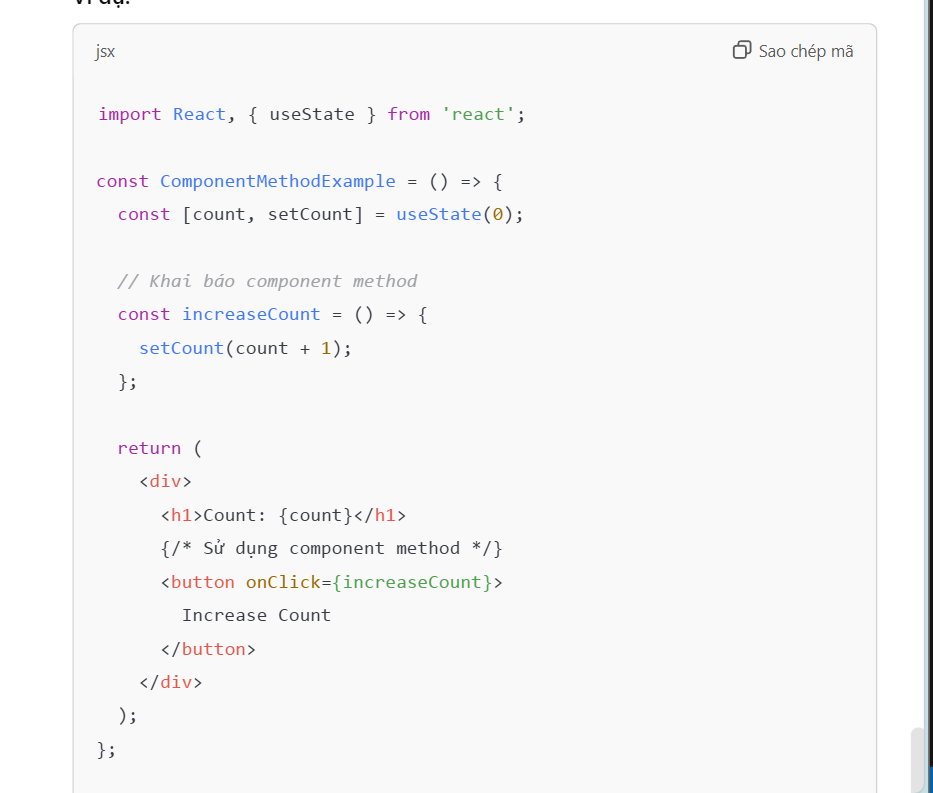 Ví dụ:
jsx
Sao chép mã
import React, { useState } from 'react';
const ComponentMethodExample = () => {
  const [count, setCount] = useState(0);
  // Khai báo component method
  const increaseCount = () => {
    setCount(count + 1);
  };
  return (
    <div>
      <h1>Count: {count}</h1>
      {/* Sử dụng component method */}
      <button onClick={increaseCount}>
        Increase Count
      </button>
    </div>
  );
};